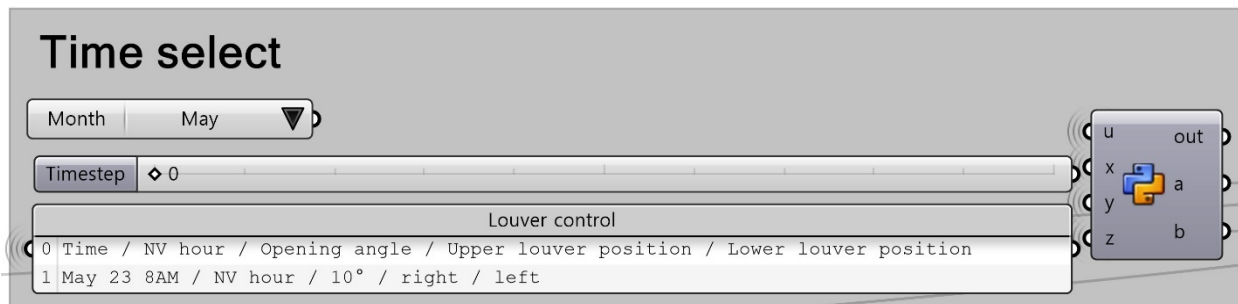 Time select
Month May
Timestep 0
Louver control
0 Time / NV hour / Opening angle / Upper louver position / Lower louver position
1 May 23 8AM / NV hour / 10° / right / left
u out
x
a
y
z b